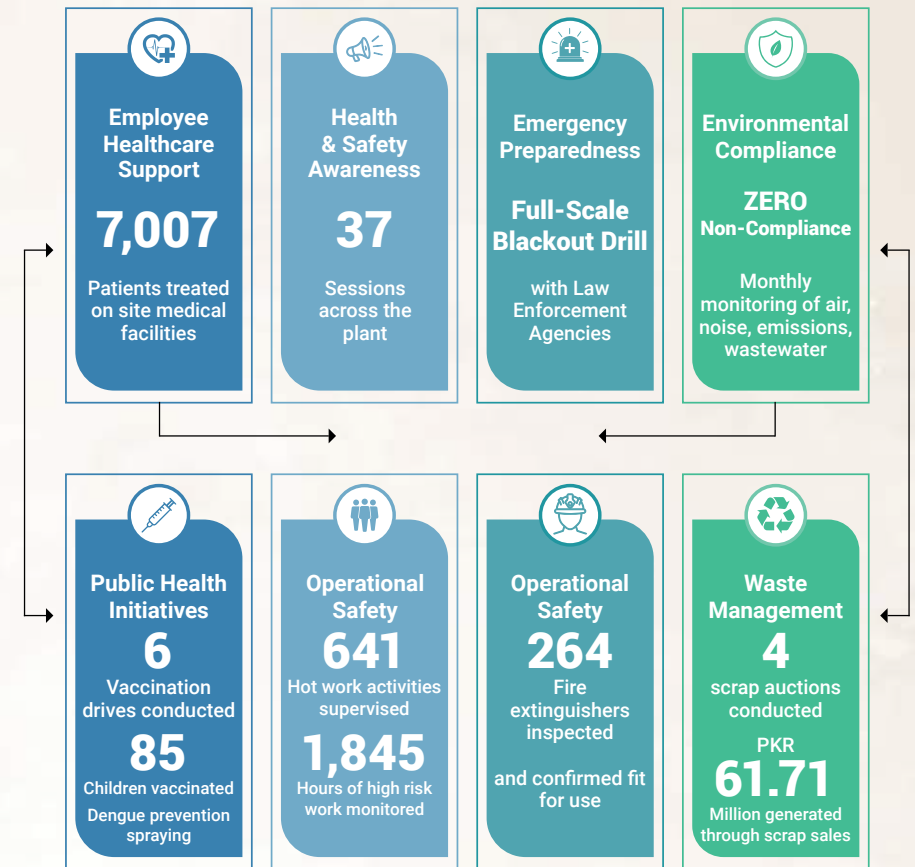 Employee
Healthcare
Support
7,007
Patients treated
on site medical
facilities
Health
& Safety
Awareness
37
Sessions
across the
plant
Emergency
Preparedness
Full-Scale
Blackout Drill
with Law
Enforcement
Agencies
Environmental
Compliance
ZERO
Non-Compliance
Monthly
monitoring of air,
noise, emissions,
wastewater
Public Health
Initiatives
6
Vaccination
drives conducted
85
Children vaccinated
Dengue prevention
spraying
Operational
Safety
641
Hot work activities
supervised
1,845
Hours of high risk
work monitored
Operational
Safety
264
Fire
extinguishers
inspected
and confirmed fit
for use
Waste
Management
4
scrap auctions
conducted
PKR
61.71
Million generated
through scrap sales